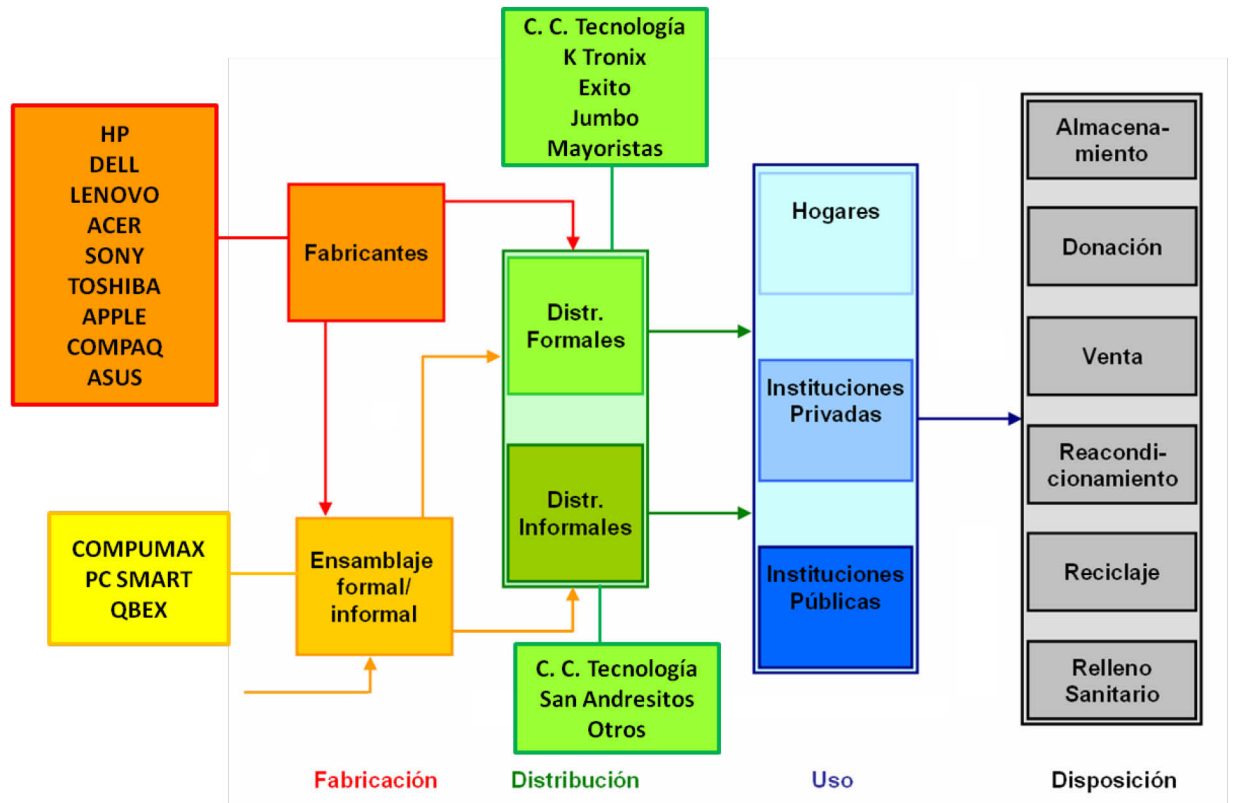 C. C. Tecnología
K Tronix
Exito
Jumbo
Mayoristas
HP
DELL
LENOVO
ACER
SONY
TOSHIBA
APPLE
COMPAQ
ASUS
Fabricantes
COMPUMAX
PC SMART
QBEX
Ensamblaje
formal/
informal
Distr.
Formales
Distr.
Informales
C. C. Tecnología
San Andresitos
Otros
Hogares
Instituciones
Privadas
Instituciones
Públicas
Almacena-
miento
Donación
Venta
Reacondi-
cionamiento
Reciclaje
Relleno
Sanitario
Fabricación
Distribución
Uso
Disposición